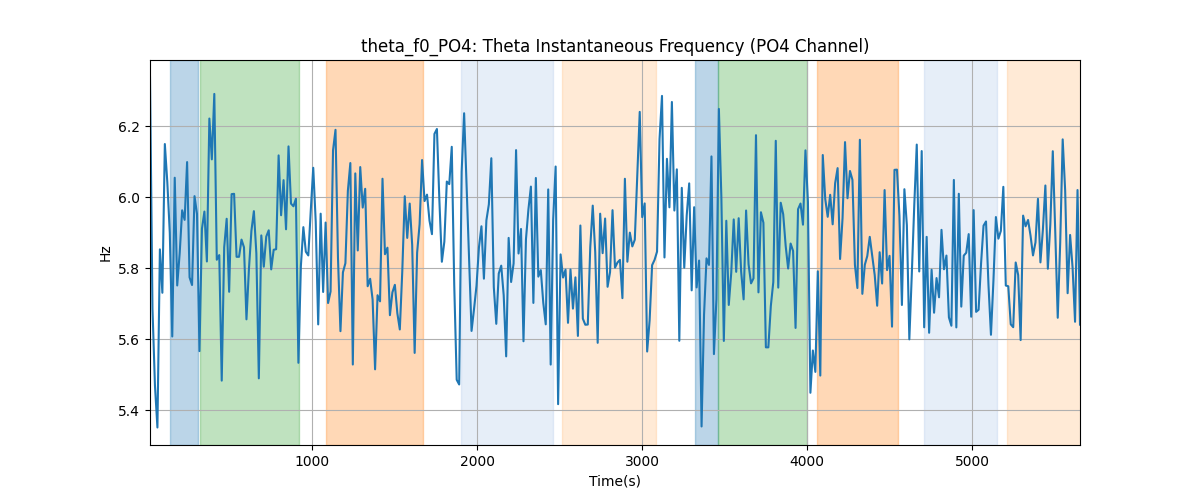 theta_f0_PO4: Theta Instantaneous Frequency (PO4 Channel)
Hz
6.2
6.0
5.8
5.6
5.4
1000 2000 3000 4000 5000
Time(s)